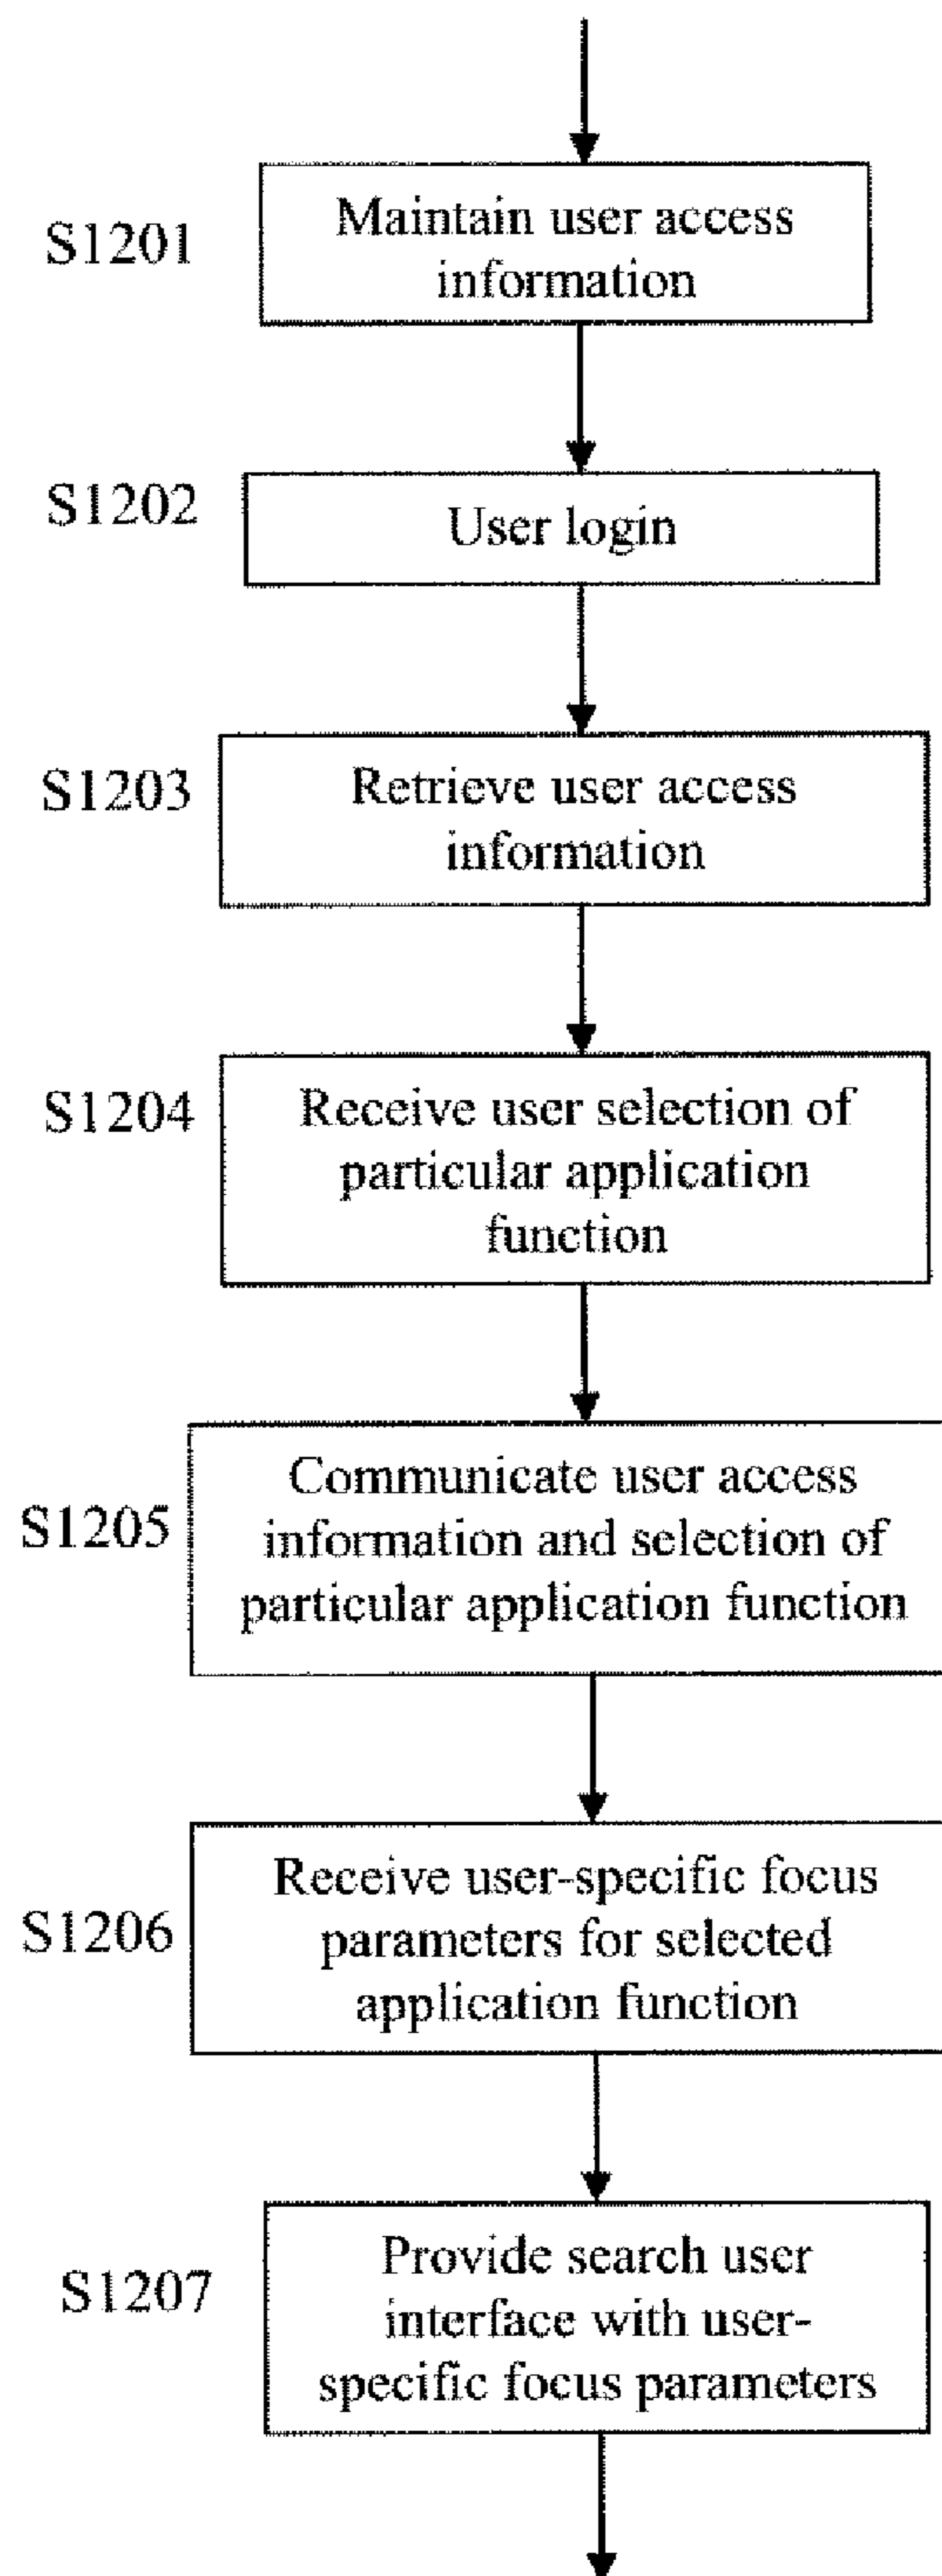 S1201
Maintain user access
information
S1202
User login
S1203
Retrieve user access
information
S1204
Receive user selection of
particular application
function
S1205
Communicate user access
information and selection of
particular application function
S1206
Receive user-specific focus
parameters for selected
application function
S1207
Provide search user
interface with user-
specific focus parameters